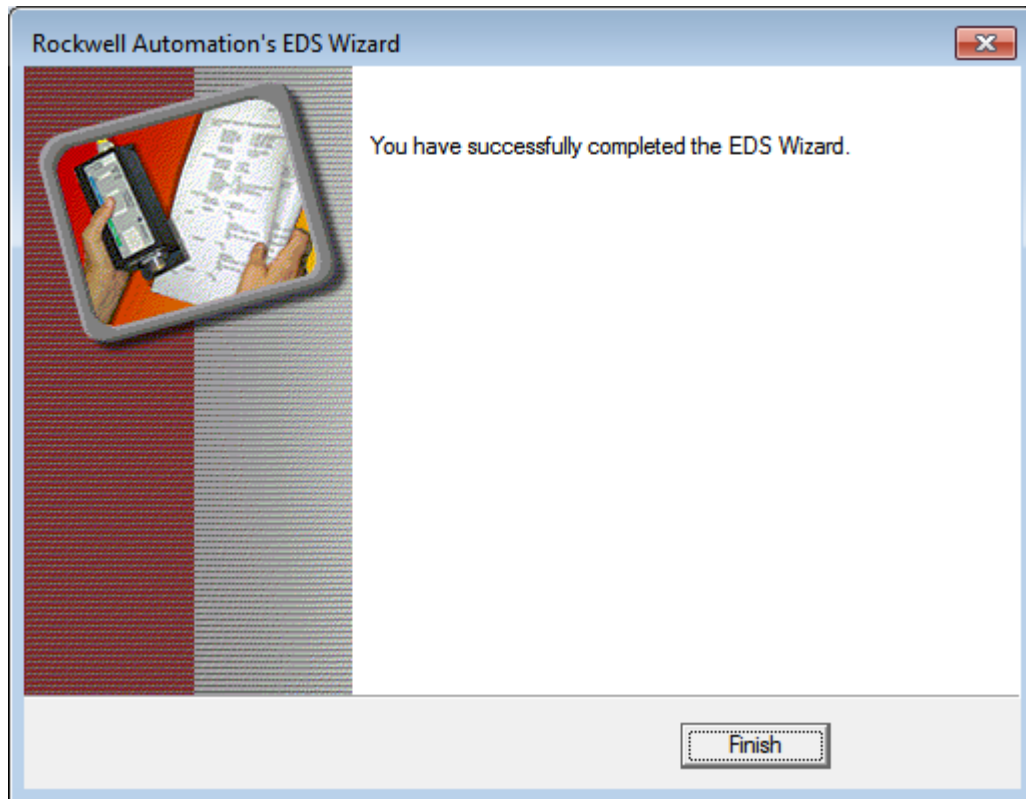 Rockwell Automation's EDS Wizard
You have successfully completed the EDS Wizard.
Finish